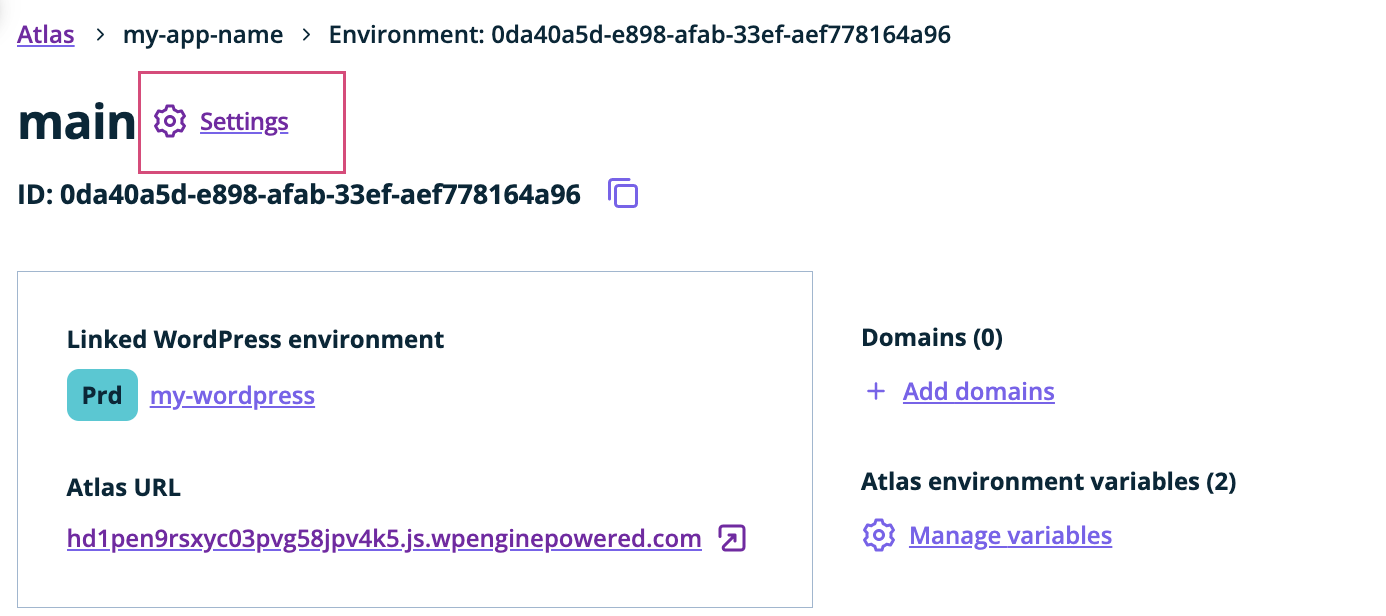 Atlas > my-app-name > Environment: 0da40a5d-e898-afab-33ef-aef778164a96
main Settings
ID: 0da40a5d-e898-afab-33ef-aef778164a96
Linked WordPress environment
Prd my-wordpress
Atlas URL
hd1pen9rsxyc03pvg58jpv4k5.js.wpenginepowered.com
Domains (0)
+ Add domains
Atlas environment variables (2)
Manage variables